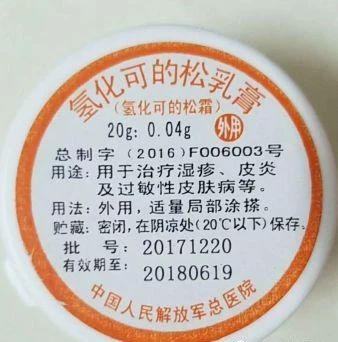 氢化可的松乳膏
(氢化可的松霜)
20g:0.04g
外用
总制字(2016)F006003号
用途:用于治疗湿疹、皮炎
及过敏性皮肤病等。
用法:外用,适量局部涂搽。
贮藏:密闭,在阴凉处(20℃以下)保存。
批 号:20171220
有效期至:20180619
中国人民解放军总医院